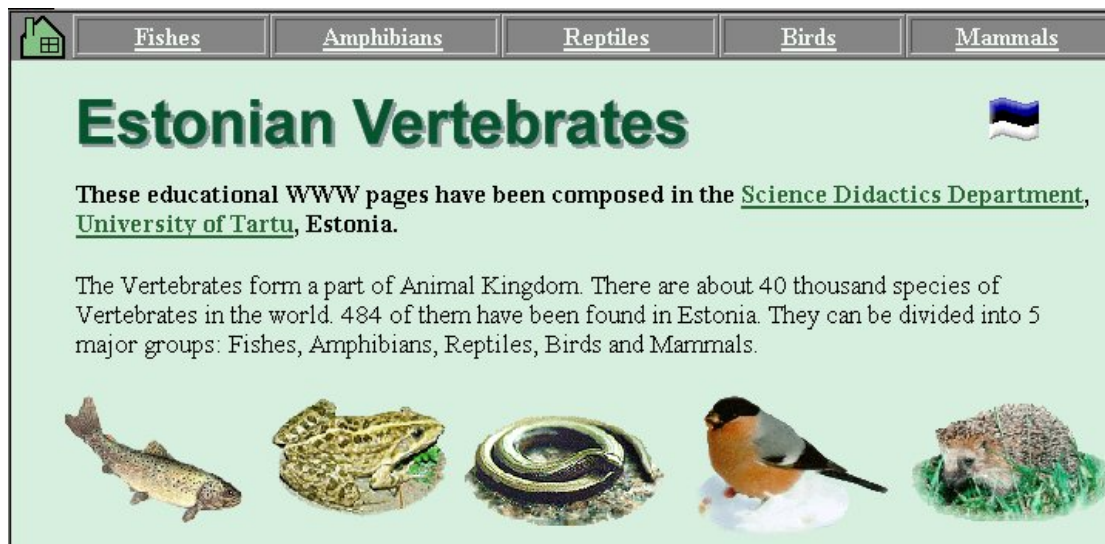 Fishes Amphibians Reptiles Birds Mammals
Estonian Vertebrates
These educational WWW pages have been composed in the Science Didactics Department,
University of Tartu, Estonia.
The Vertebrates form a part of Animal Kingdom. There are about 40 thousand species of
Vertebrates in the world. 484 of them have been found in Estonia. They can be divided into 5
major groups: Fishes, Amphibians, Reptiles, Birds and Mammals.